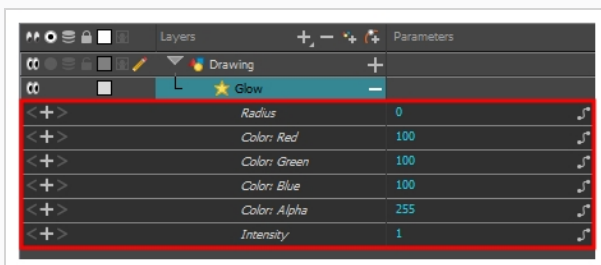 Layers Parameters
Drawing
Glow
Radius 0
Color: Red 100
Color: Green 100
Color: Blue 100
Color: Alpha 255
Intensity 1